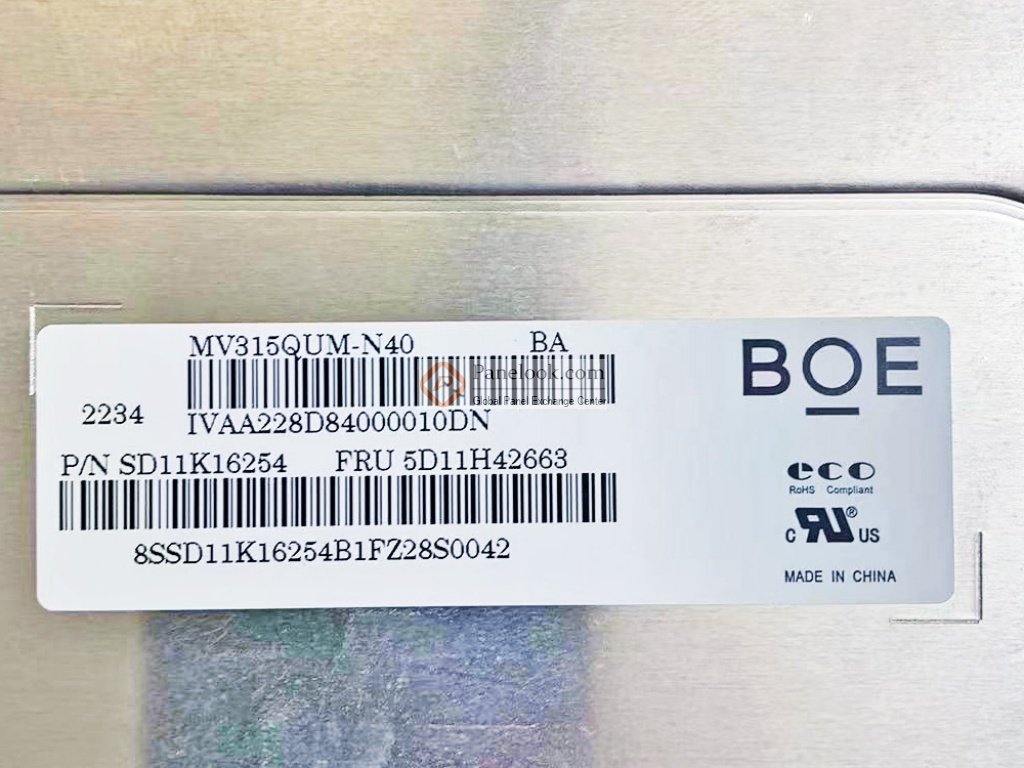 MV315QUM-N40 BA
Panelook.com
Global Panel Exchange Center
2234
IVAA228D84000010DN
P/N SD11K16254 FRU 5D11H42663
8SSD11K16254B1FZ28S0042
BOE
eco
RoHS Compliant
c RU ® US
MADE IN CHINA